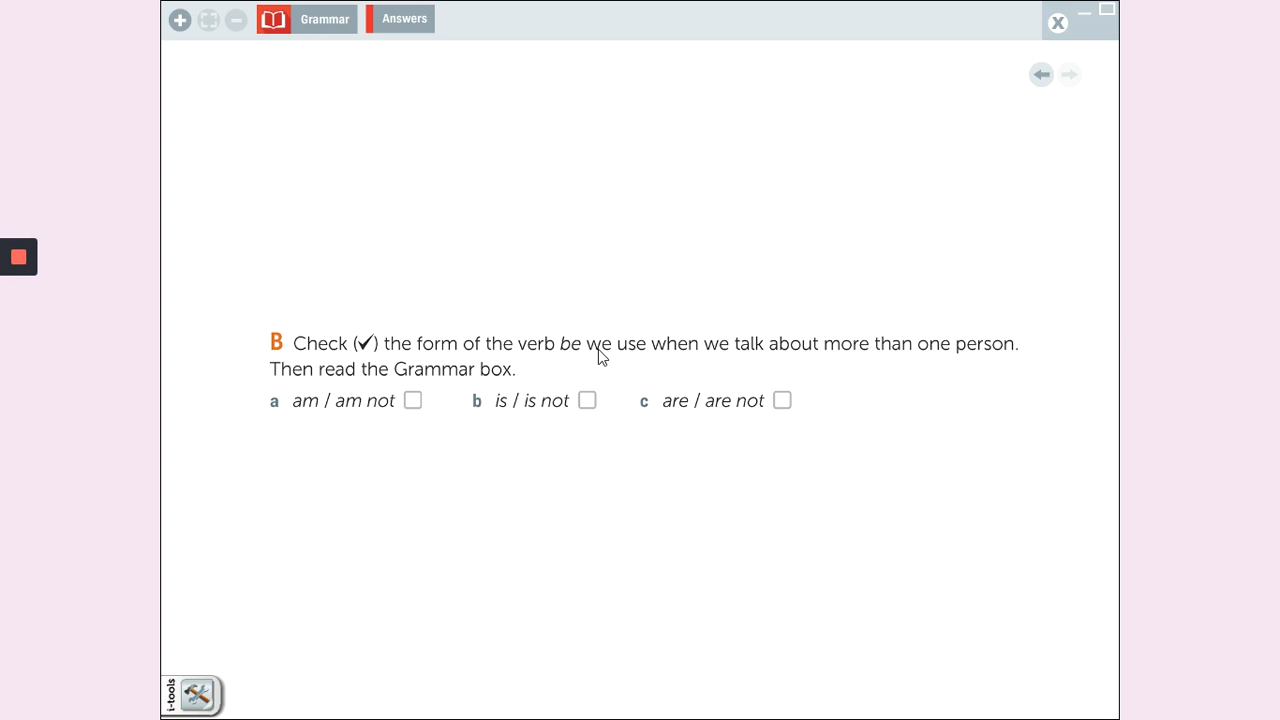 Grammar
Answers
B Check (✓) the form of the verb be we use when we talk about more than one person.
Then read the Grammar box.
a am / am not
b is / is not
c are / are not
i-tools